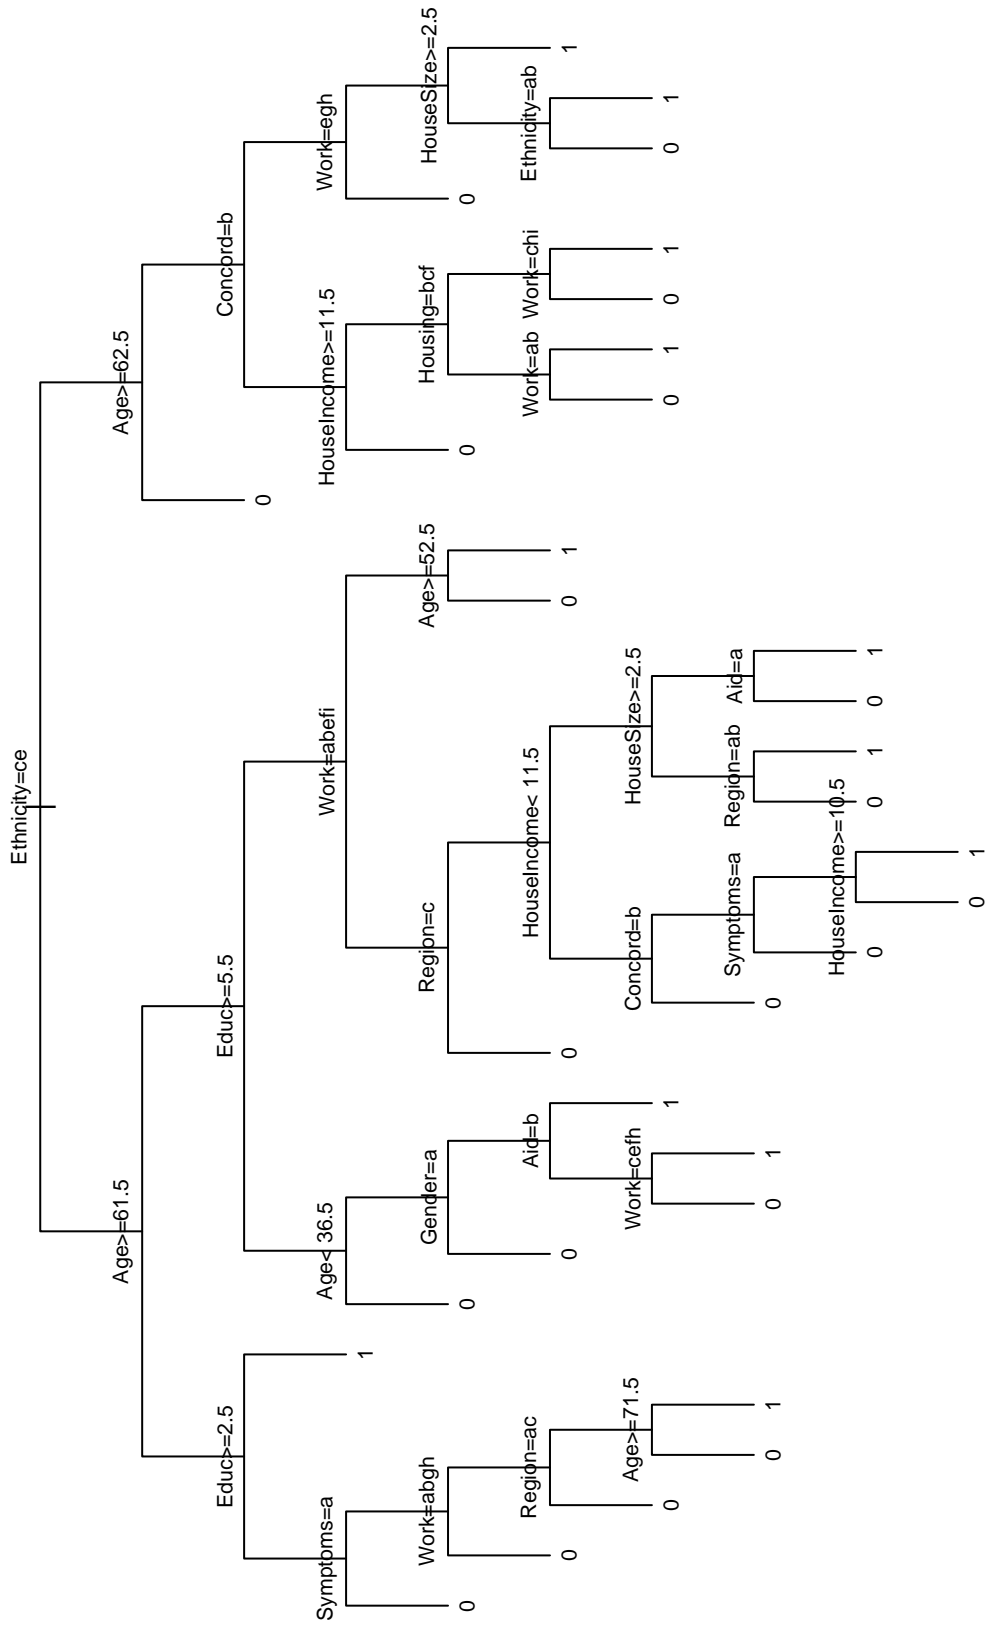 Ethnicity=ce
Age>=61.5 Age>=62.5
Educ>=2.5 Educ>=5.5 Concord=b
0
Symptoms=a Age< 36.5 Work=abefi HouseIncome>=11.5 Work=egh
1
Work=abgh Gender=a Region=c Age>=52.5 Housing=bcf HouseSize>=2.5
0 0 0 0
Region=ac Aid=b HouseIncome< 11.5 Work=ab Work=chi Ethnicity=ab
0 0 0 0 1 1
Age>=71.5 Work=cefh Concord=b HouseSize>=2.5
0 1 0 1 0 1 0 1
Symptoms=a Region=ab Aid=a
0 1 0 1 0
HouseIncome>=10.5
0 0 1 0 1
0 1